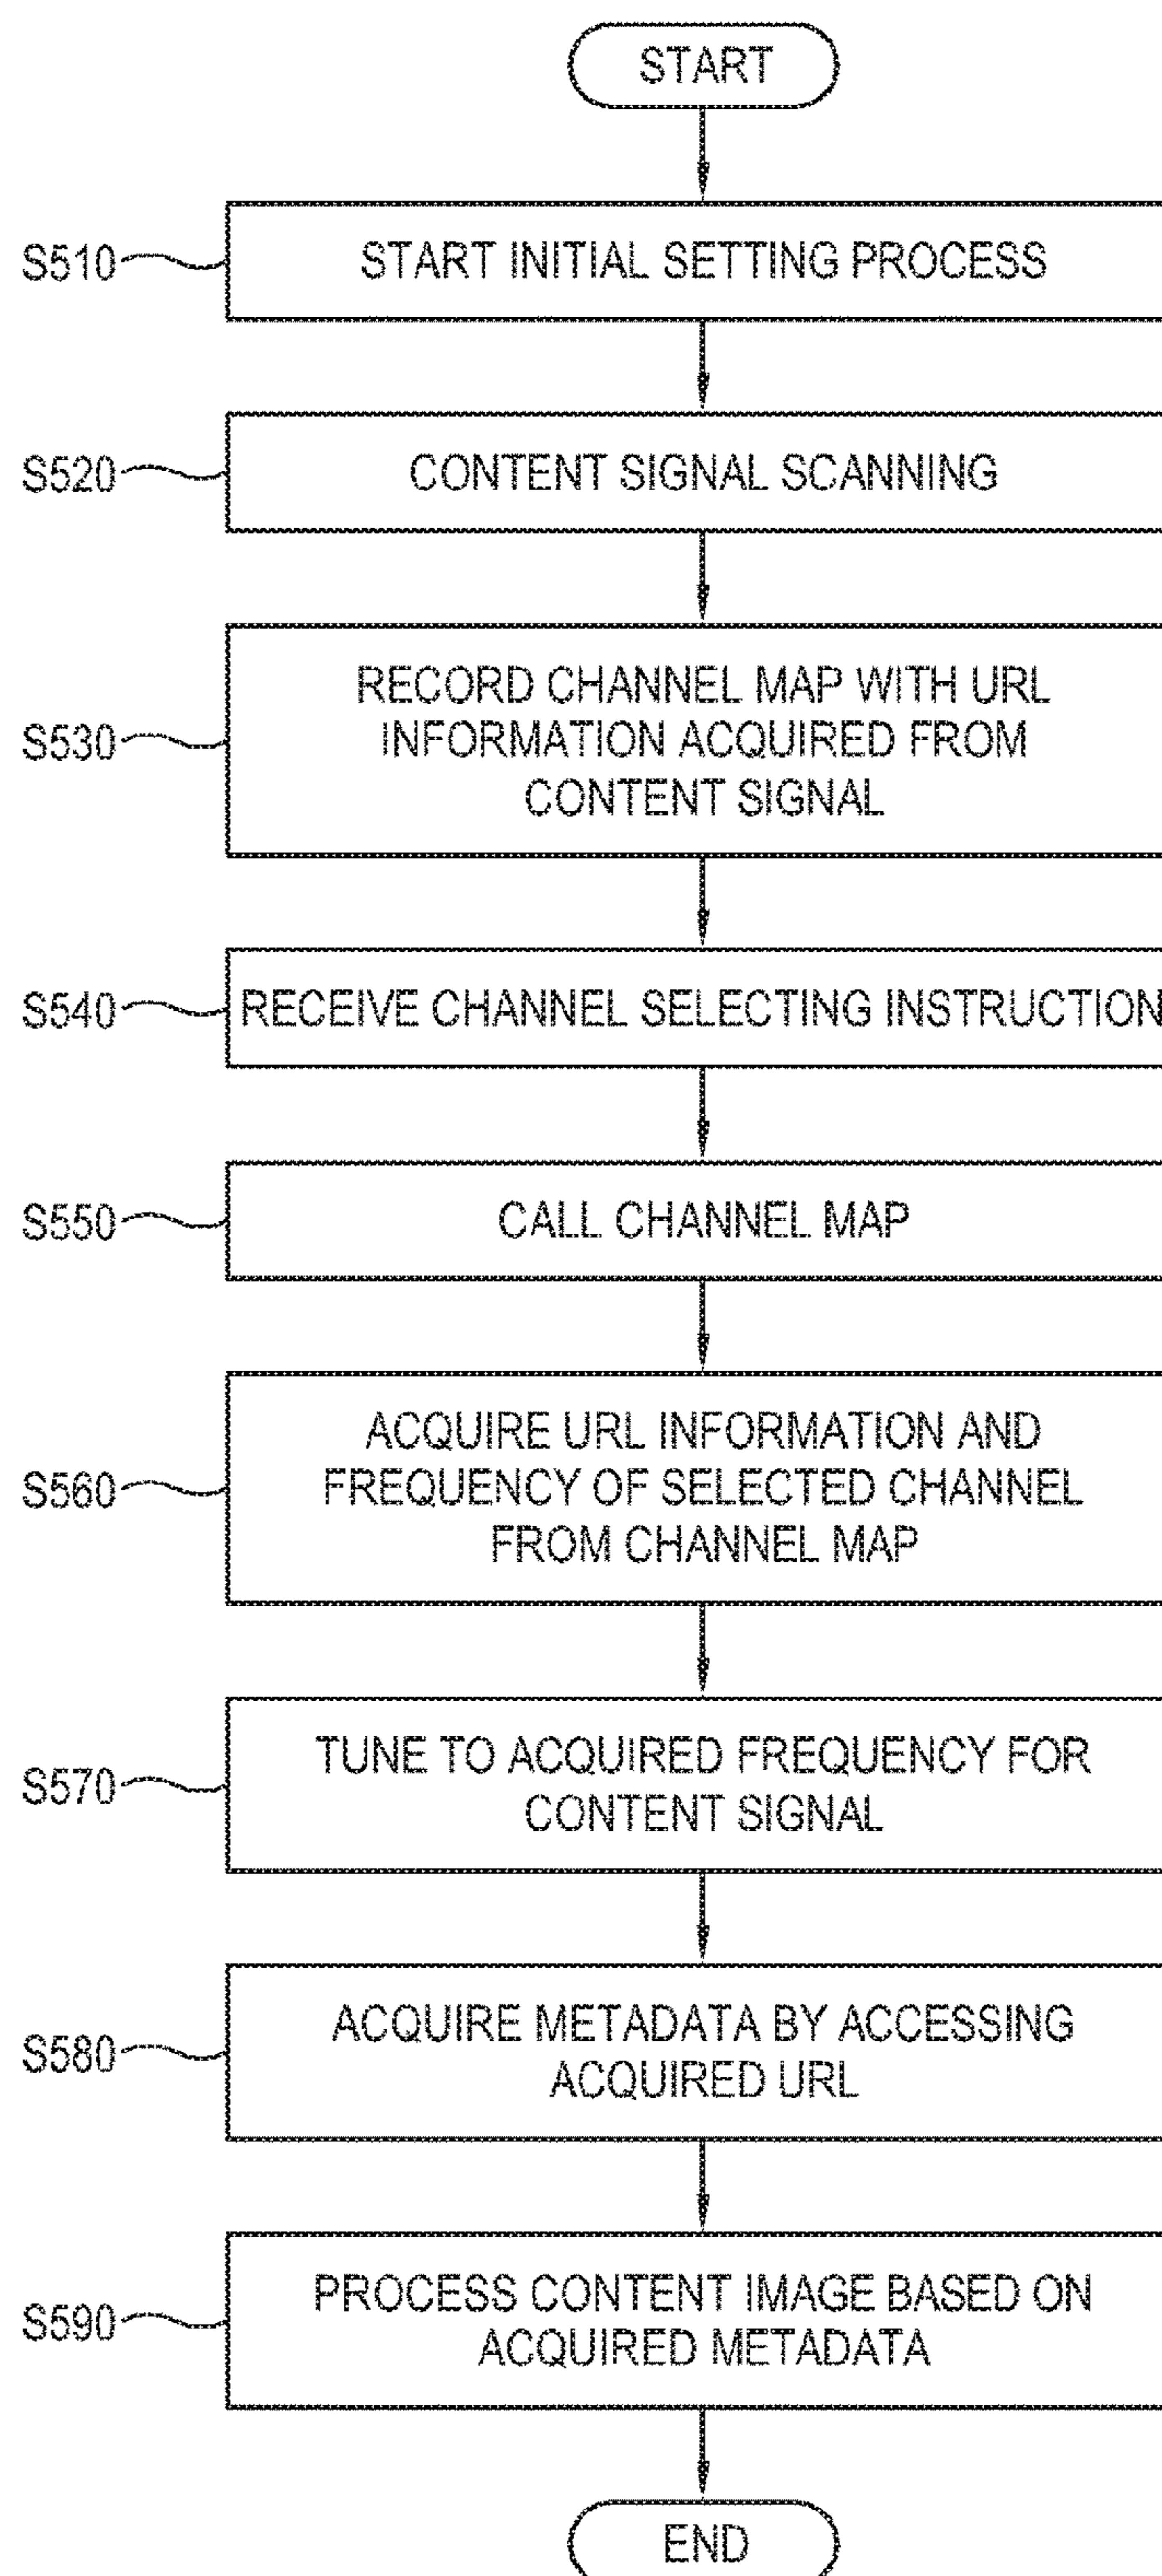 START
S510
START INITIAL SETTING PROCESS
S520
CONTENT SIGNAL SCANNING
S530
RECORD CHANNEL MAP WITH URL
INFORMATION ACQUIRED FROM
CONTENT SIGNAL
S540
RECEIVE CHANNEL SELECTING INSTRUCTION
S550
CALL CHANNEL MAP
S560
ACQUIRE URL INFORMATION AND
FREQUENCY OF SELECTED CHANNEL
FROM CHANNEL MAP
S570
TUNE TO ACQUIRED FREQUENCY FOR
CONTENT SIGNAL
S580
ACQUIRE METADATA BY ACCESSING
ACQUIRED URL
S590
PROCESS CONTENT IMAGE BASED ON
ACQUIRED METADATA
END